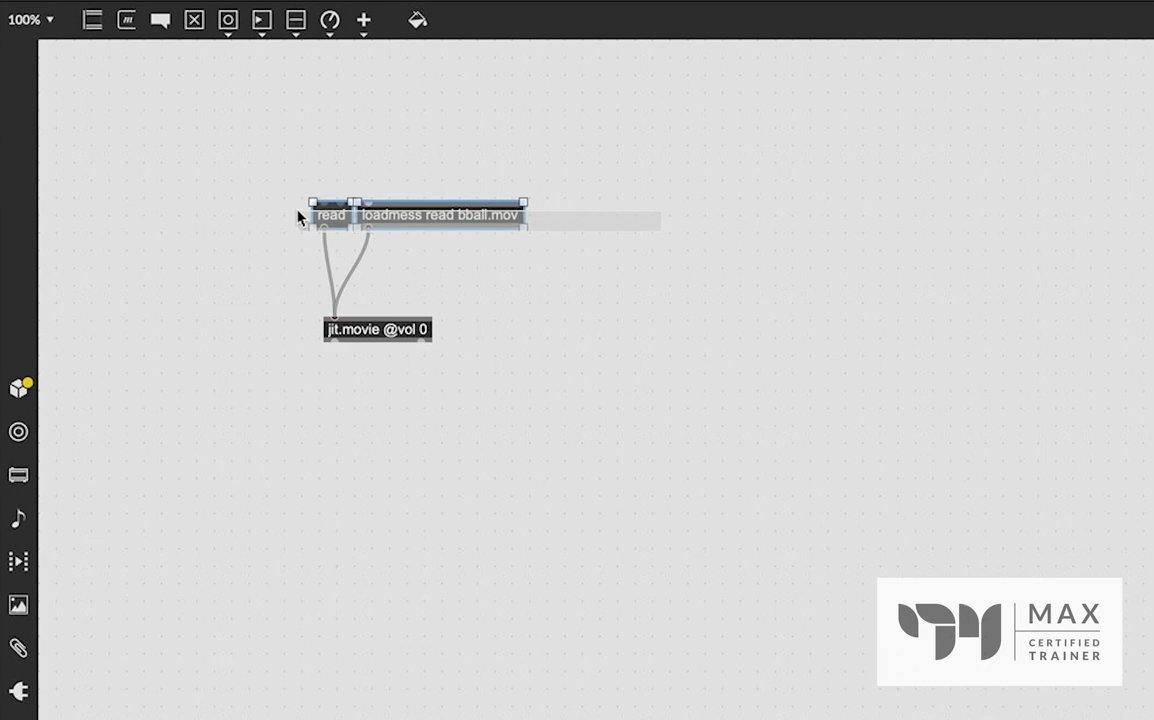 100%
m
read
loadmess read bball.mov
jit.movie @vol 0
MAX
CERTIFIED
TRAINER